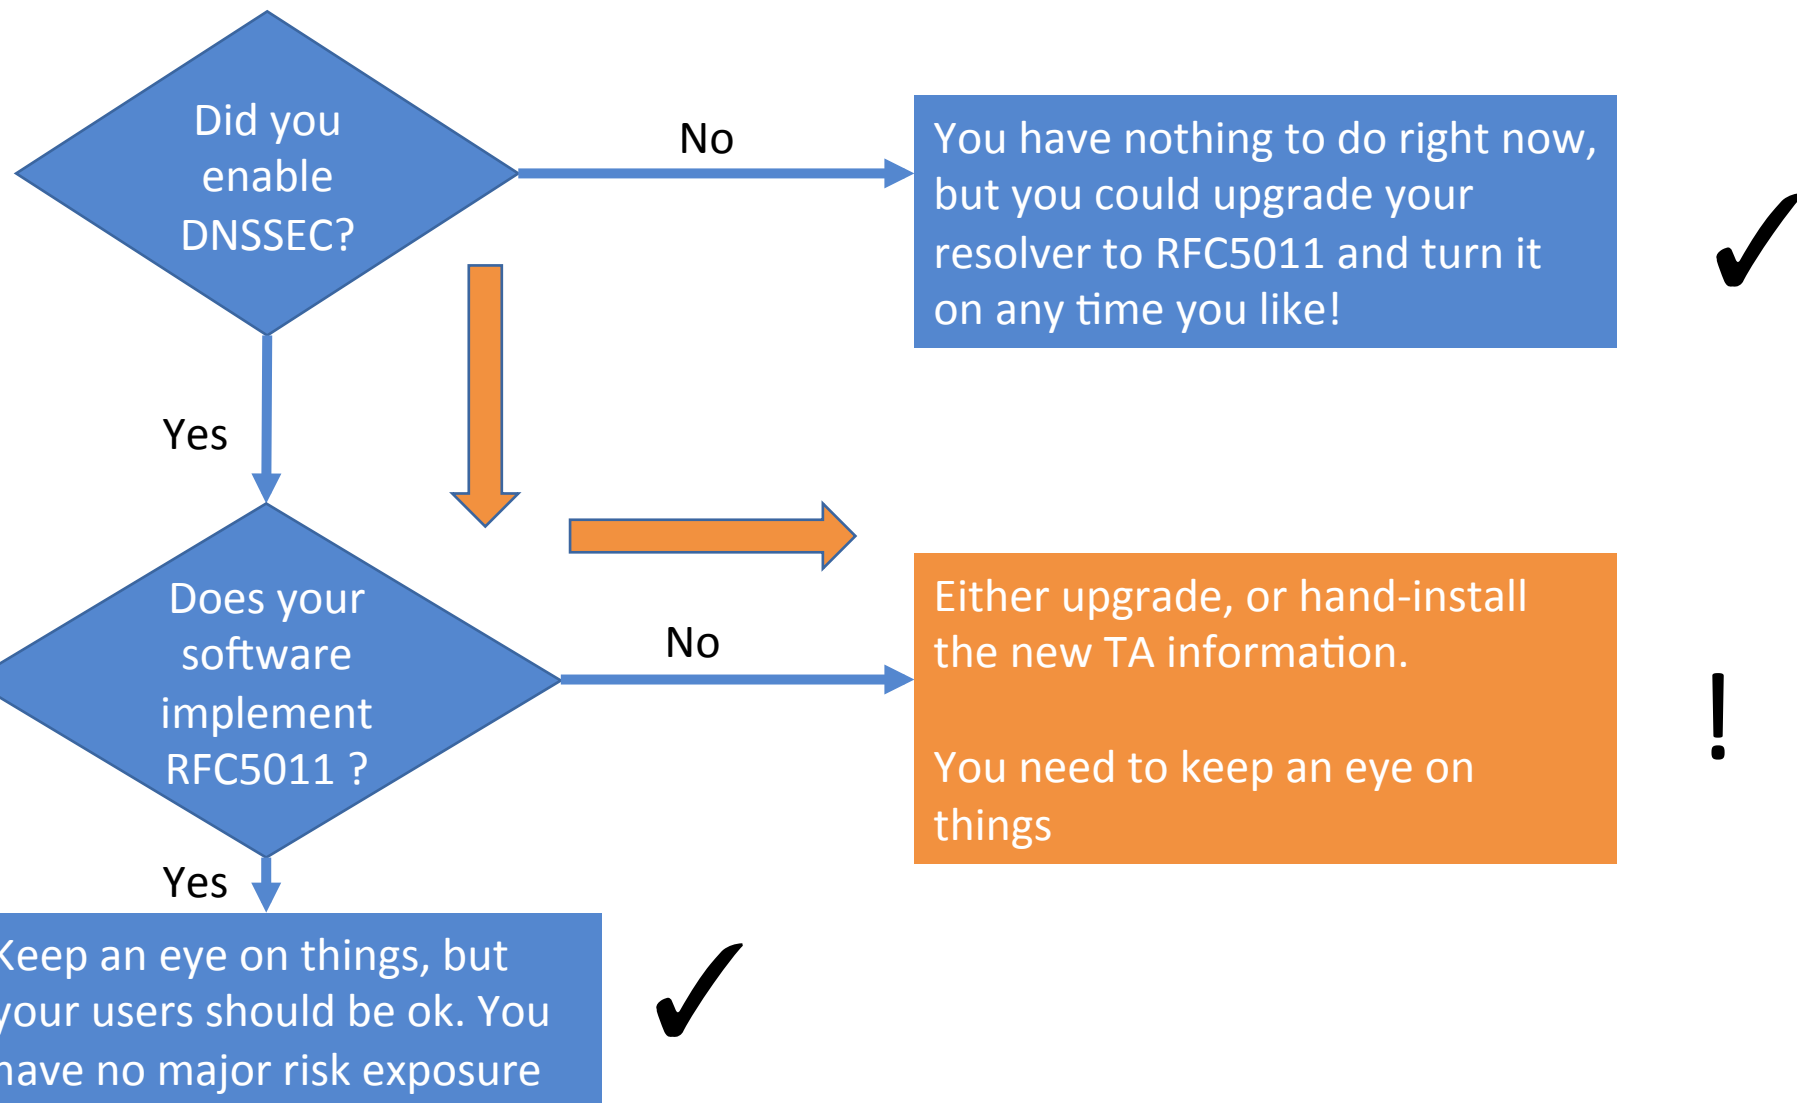 Did you
enable
DNSSEC?
No
You have nothing to do right now,
but you could upgrade your
resolver to RFC5011 and turn it
on any time you like!
Yes
Does your
software
implement
RFC5011 ?
No
Either upgrade, or hand-install
the new TA information.
You need to keep an eye on
things
!
Yes
Keep an eye on things, but
your users should be ok. You
have no major risk exposure